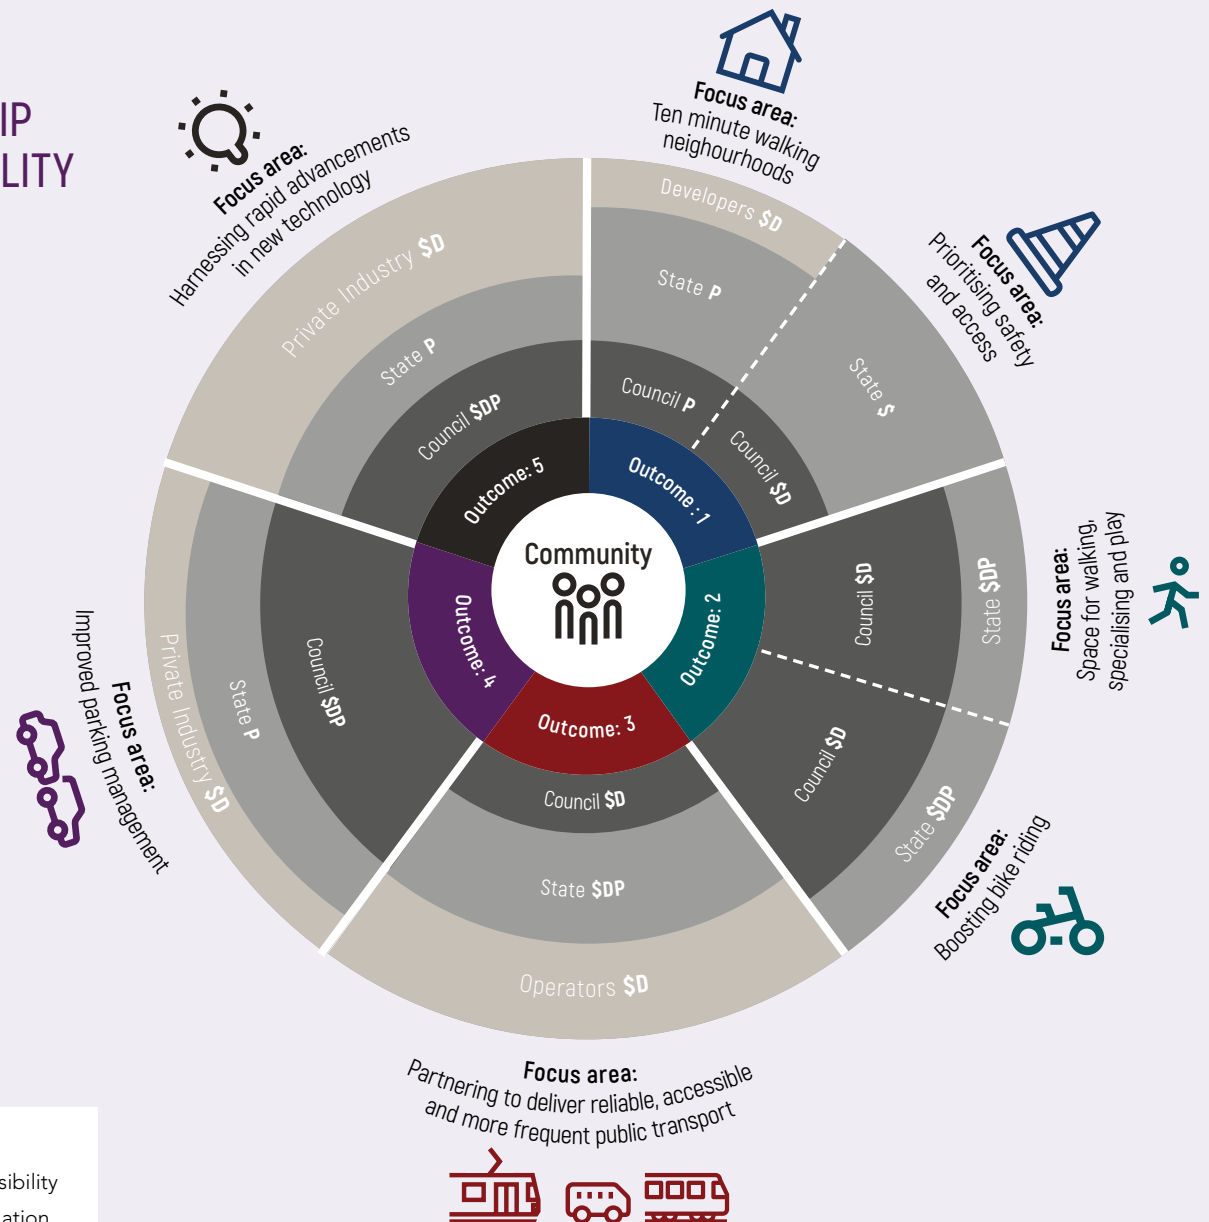 IP
LITY
Focus area:
Ten minute walking
neighourhoods
Focus area:
Harnessing rapid advancements
in new technology
Focus area:
Prioritising safety
and access
Developers $D
State P
Council P
State $
Council $D
Private Industry $D
State P
Council $DP
Outcome: 5
Outcome :1
Community
Outcome: 2
Outcome: 3
Outcome: 4
Council $D
State $DP
Focus area:
Space for walking,
specialising and play
Council $D
State $DP
Focus area:
Boosting bike riding
Council $DP
State P
Private Industry $D
Focus area:
Improved parking management
Council $D
State $DP
Operators $D
Focus area:
Partnering to deliver reliable, accessible
and more frequent public transport
sibility
ation